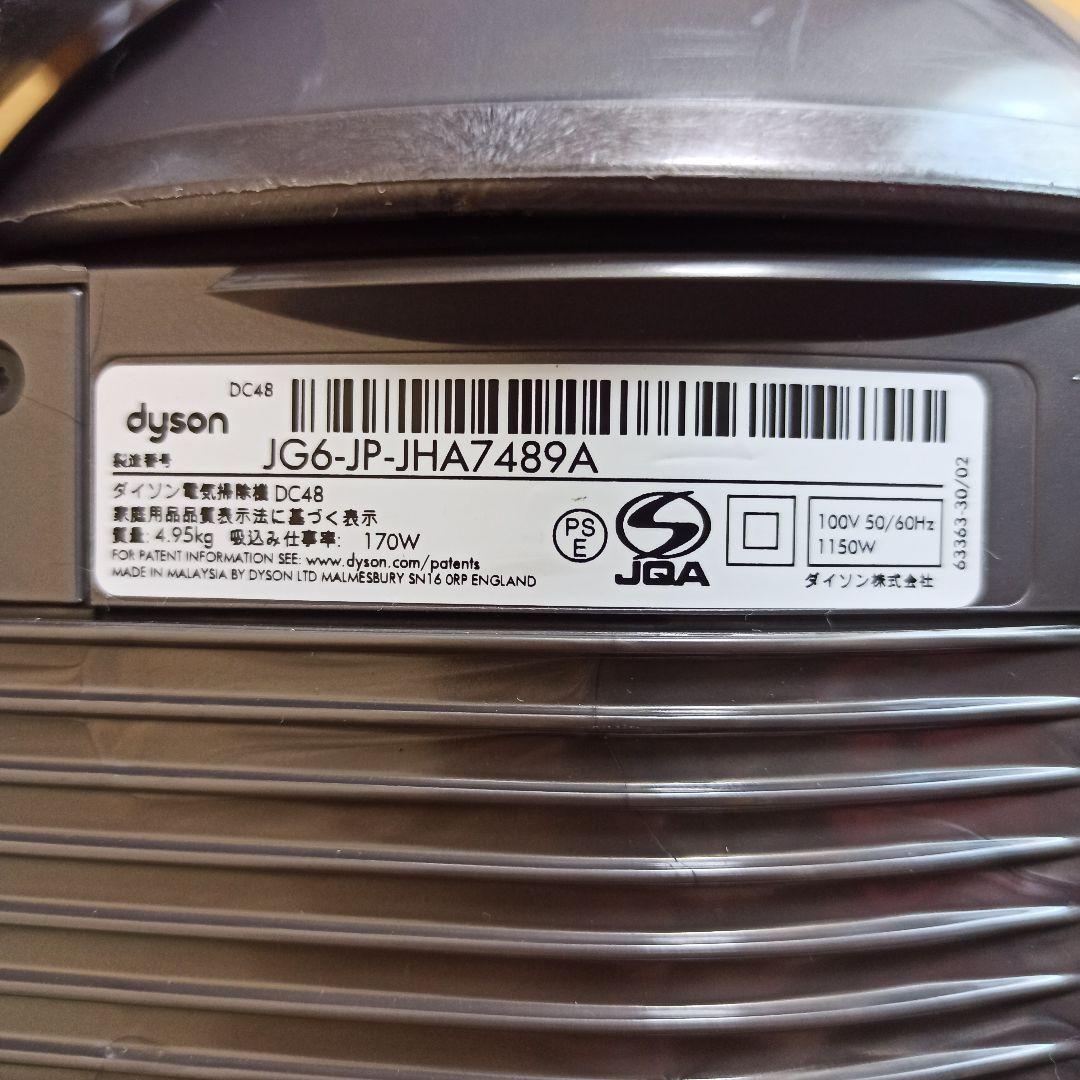 DC48
dyson
製造番号 JG6-JP-JHA7489A
ダイソン電気掃除機 DC48
家庭用品品質表示法に基づく表示
質量: 4.95kg 吸込み仕事率: 170W
FOR PATENT INFORMATION SEE: www.dyson.com/patents
MADE IN MALAYSIA BY DYSON LTD MALMESBURY SN16 0RP ENGLAND
PS
E
JQA
100V 50/60Hz
1150W
ダイソン株式会社
63363-30/02